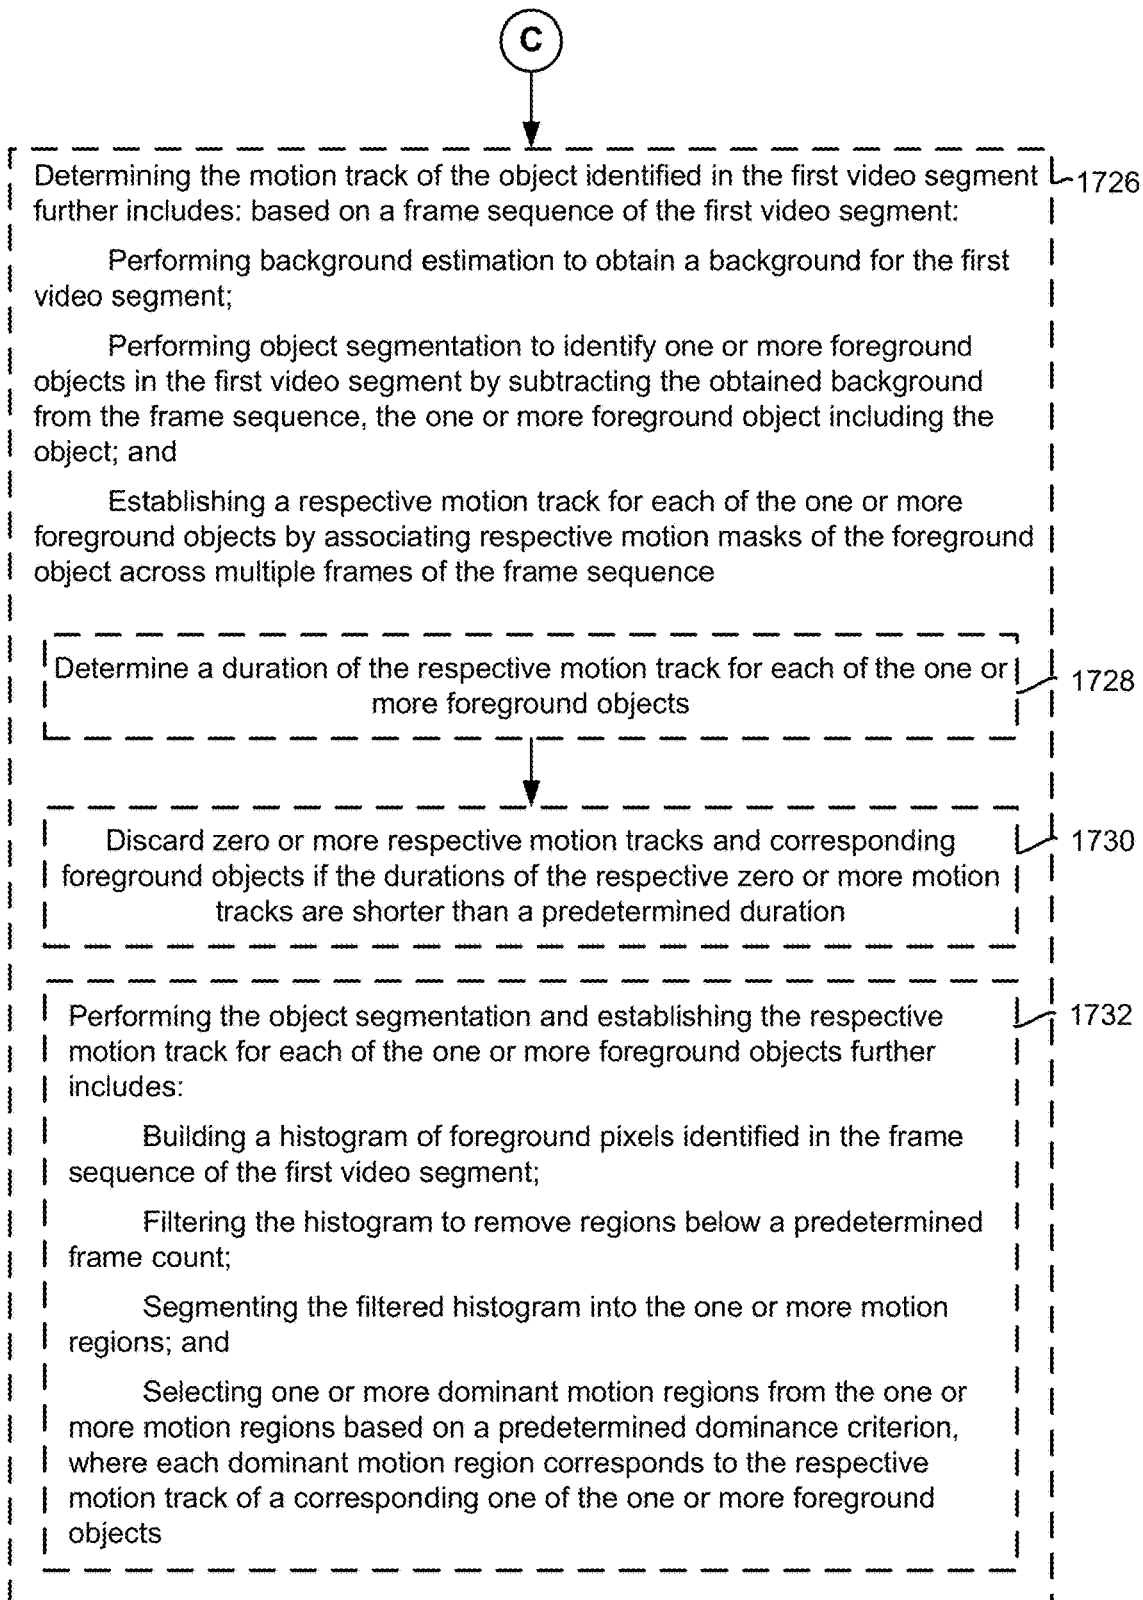 C
Determining the motion track of the object identified in the first video segment
1726
further includes: based on a frame sequence of the first video segment:
Performing background estimation to obtain a background for the first
video segment;
Performing object segmentation to identify one or more foreground
objects in the first video segment by subtracting the obtained background
from the frame sequence, the one or more foreground object including the
object; and
Establishing a respective motion track for each of the one or more
foreground objects by associating respective motion masks of the foreground
object across multiple frames of the frame sequence
Determine a duration of the respective motion track for each of the one or
more foreground objects
1728
Discard zero or more respective motion tracks and corresponding
foreground objects if the durations of the respective zero or more motion
tracks are shorter than a predetermined duration
1730
Performing the object segmentation and establishing the respective
1732
motion track for each of the one or more foreground objects further
includes:
Building a histogram of foreground pixels identified in the frame
sequence of the first video segment;
Filtering the histogram to remove regions below a predetermined
frame count;
Segmenting the filtered histogram into the one or more motion
regions; and
Selecting one or more dominant motion regions from the one or
more motion regions based on a predetermined dominance criterion,
where each dominant motion region corresponds to the respective
motion track of a corresponding one of the one or more foreground
objects